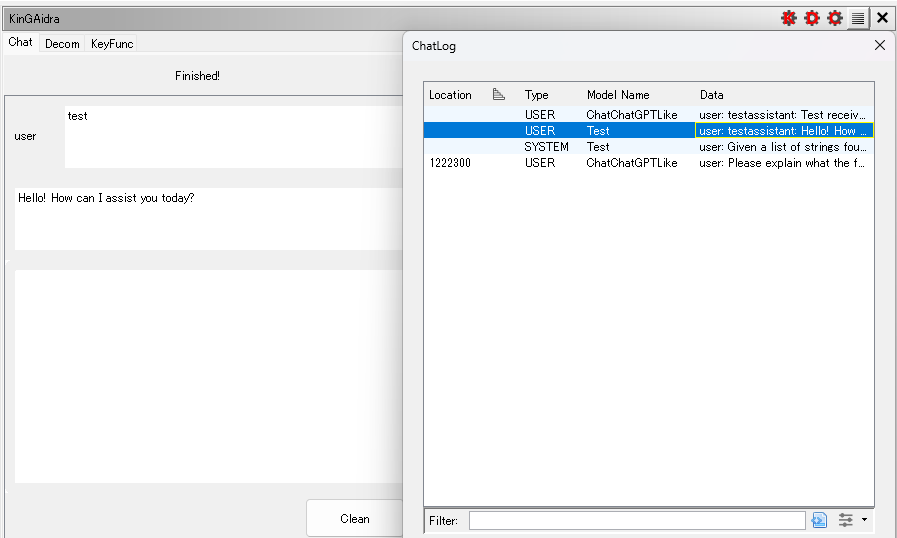 KinGAidra
Chat Decom KeyFunc
Finished!
user
test
Hello! How can I assist you today?
Clean
ChatLog
Location Type Model Name Data
USER ChatChatGPTLike user: testassistant: Test receiv...
USER Test user: testassistant: Hello! How ...
SYSTEM Test user: Given a list of strings fou...
1222300 USER ChatChatGPTLike user: Please explain what the f...
Filter: